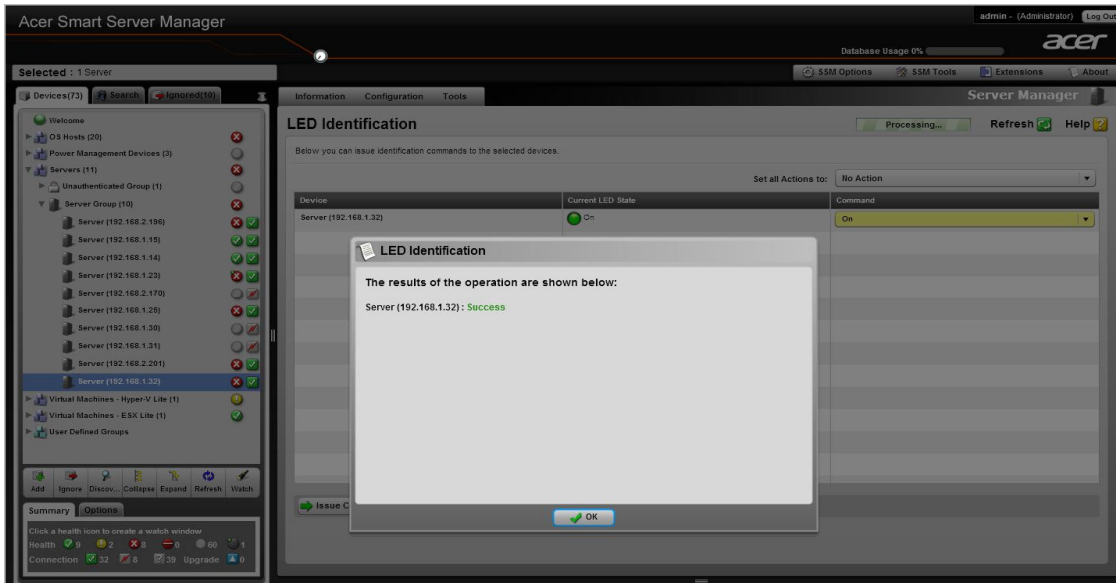 Acer Smart Server Manager
admin - (Administrator) Log Out
Database Usage 0%
acer
Selected : 1 Server
SSM Options SSM Tools Extensions About
Devices(73) Search Ignored(10)
Information Configuration Tools
Server Manager
Welcome
OS Hosts (20)
Power Management Devices (3)
Servers (11)
Unauthenticated Group (1)
Server Group (10)
Server (192.168.2.196)
Server (192.168.1.15)
Server (192.168.1.14)
Server (192.168.1.23)
Server (192.168.2.170)
Server (192.168.1.25)
Server (192.168.1.30)
Server (192.168.1.31)
Server (192.168.2.201)
Server (192.168.1.32)
Virtual Machines - Hyper-V Lite (1)
Virtual Machines - ESX Lite (1)
User Defined Groups
Add Ignore Discov... Collapse Expand Refresh Watch
Summary Options
Click a health icon to create a watch window
Health 9 2 8 0 60 1
Connection 32 8 39 Upgrade 0
LED Identification
Processing... Refresh Help
Below you can issue identification commands to the selected devices.
Set all Actions to: No Action
Device Current LED State Command
Server (192.168.1.32) On On
LED Identification
The results of the operation are shown below:
Server (192.168.1.32) : Success
Issue C
OK